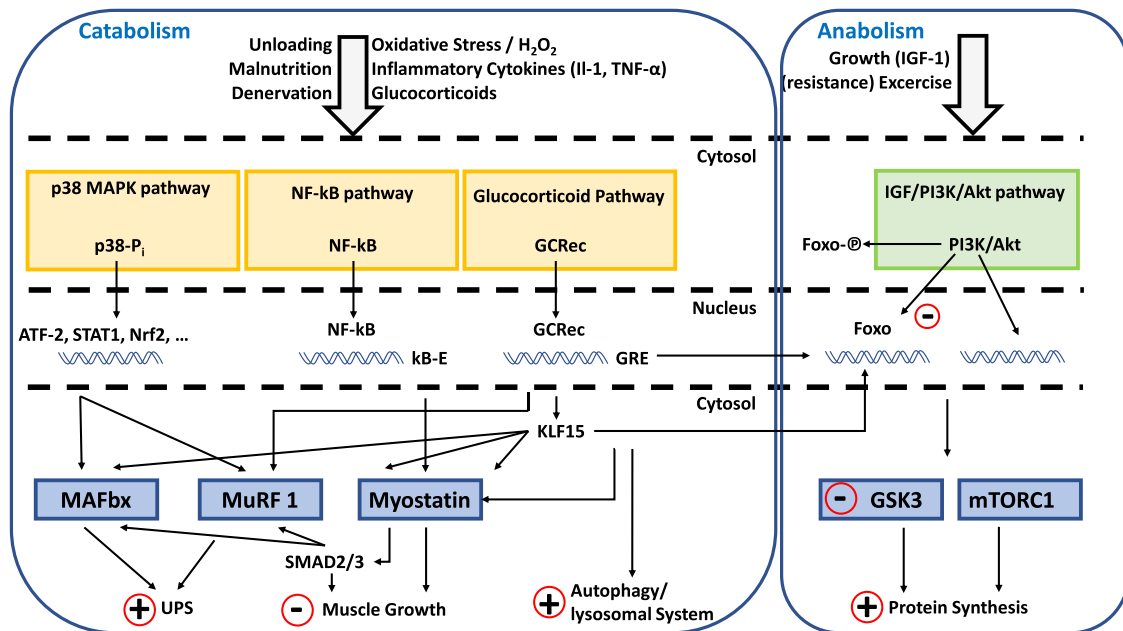 Catabolism
Unloading
Malnutrition
Denervation
Oxidative Stress / H₂O₂
Inflammatory Cytokines (Il-1, TNF-α)
Glucocorticoids
Cytosol
p38 MAPK pathway
p38-Pᵢ
NF-kB pathway
NF-kB
Glucocorticoid Pathway
GCRec
Nucleus
ATF-2, STAT1, Nrf2, ...
NF-kB
kB-E
GCRec
GRE
Cytosol
KLF15
MAFbx
MuRF 1
Myostatin
SMAD2/3
+ UPS
- Muscle Growth
+ Autophagy/
lysosomal System
Anabolism
Growth (IGF-1)
(resistance) Excercise
IGF/PI3K/Akt pathway
Foxo-Ⓟ
PI3K/Akt
-
Foxo
- GSK3
mTORC1
+ Protein Synthesis